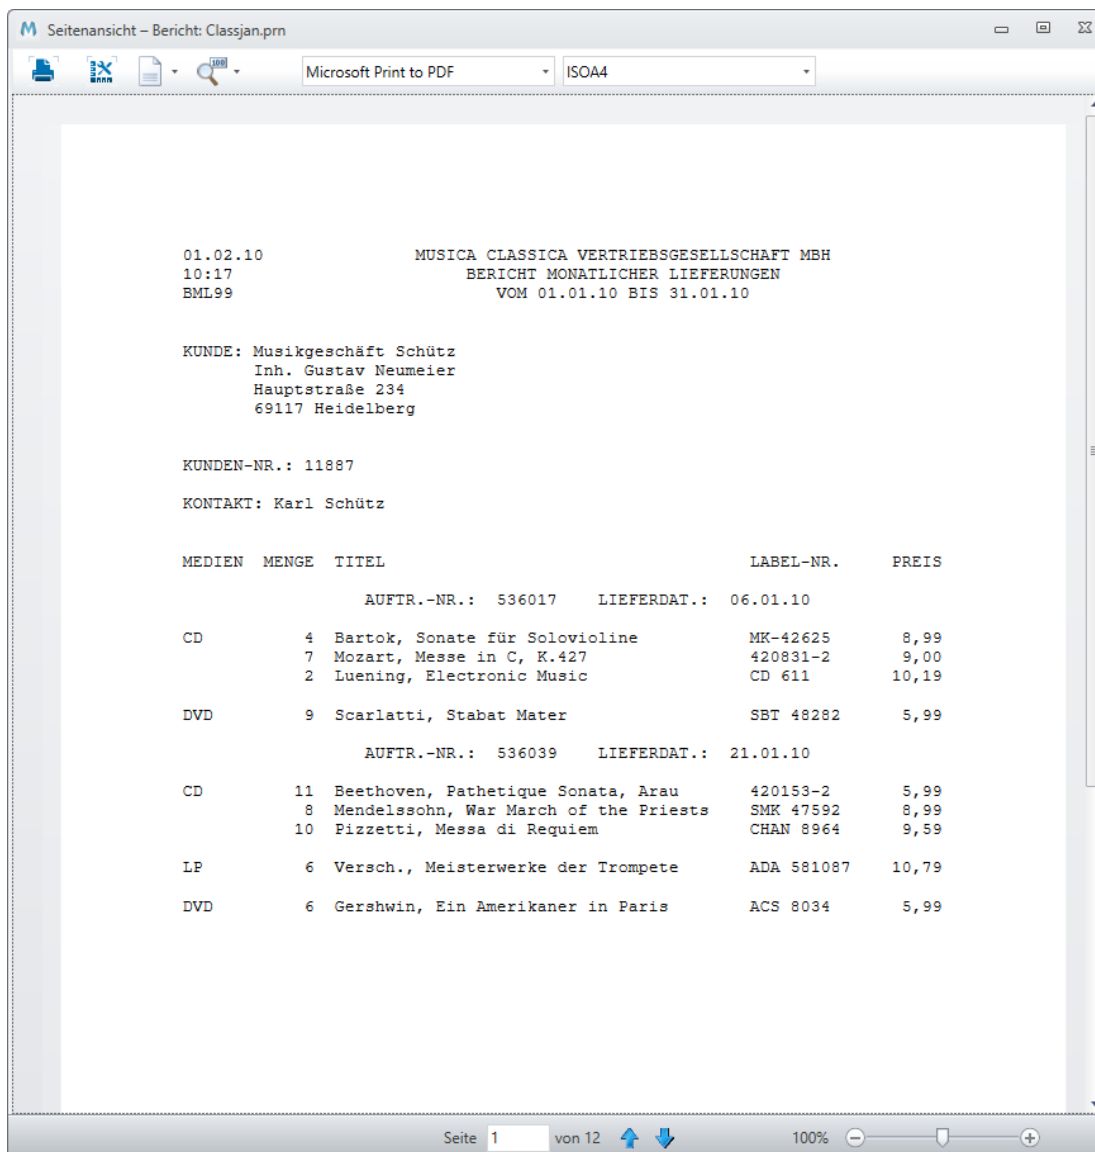 M Seitenansicht – Bericht: Classjan.prn
100 Microsoft Print to PDF ISOA4
01.02.10 MUSICA CLASSICA VERTRIEBSGESELLSCHAFT MBH
10:17 BERICHT MONATLICHER LIEFERUNGEN
BML99 VOM 01.01.10 BIS 31.01.10
KUNDE: Musikgeschäft Schütz
Inh. Gustav Neumeier
Hauptstraße 234
69117 Heidelberg
KUNDEN-NR.: 11887
KONTAKT: Karl Schütz
MEDIEN MENGE TITEL LABEL-NR. PREIS
AUFTR.-NR.: 536017 LIEFERDAT.: 06.01.10
CD 4 Bartok, Sonate für Solovioline MK-42625 8,99
7 Mozart, Messe in C, K.427 420831-2 9,00
2 Luening, Electronic Music CD 611 10,19
DVD 9 Scarlatti, Stabat Mater SBT 48282 5,99
AUFTR.-NR.: 536039 LIEFERDAT.: 21.01.10
CD 11 Beethoven, Pathetique Sonata, Arau 420153-2 5,99
8 Mendelssohn, War March of the Priests SMK 47592 8,99
10 Pizzetti, Messa di Requiem CHAN 8964 9,59
LP 6 Versch., Meisterwerke der Trompete ADA 581087 10,79
DVD 6 Gershwin, Ein Amerikaner in Paris ACS 8034 5,99
Seite 1 von 12 100%